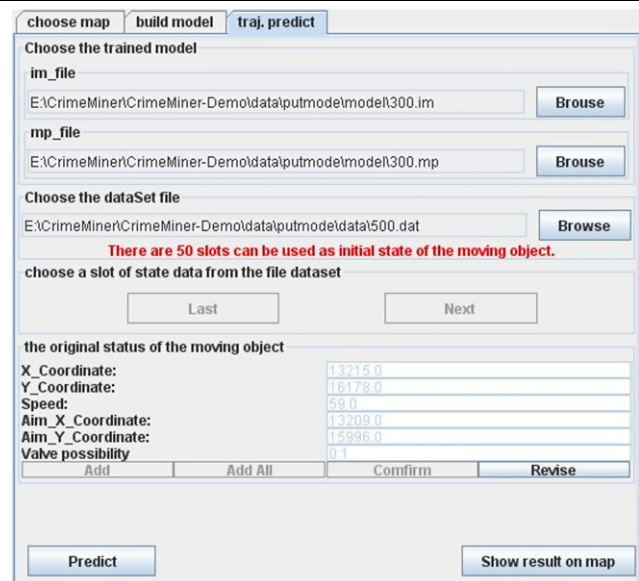 choose map build model traj. predict
Choose the trained model
im_file
E:\CrimeMiner\CrimeMiner-Demo\data\putmode\model\300.im Brouse
mp_file
E:\CrimeMiner\CrimeMiner-Demo\data\putmode\model\300.mp Brouse
Choose the dataSet file
E:\CrimeMiner\CrimeMiner-Demo\data\putmode\data\500.dat Browse
There are 50 slots can be used as initial state of the moving object.
choose a slot of state data from the file dataset
Last Next
the original status of the moving object
X_Coordinate: 13215.0
Y_Coordinate: 16178.0
Speed: 59.0
Aim_X_Coordinate: 13209.0
Aim_Y_Coordinate: 15996.0
Valve possibility 0.1
Add Add All Comfirm Revise
Predict Show result on map